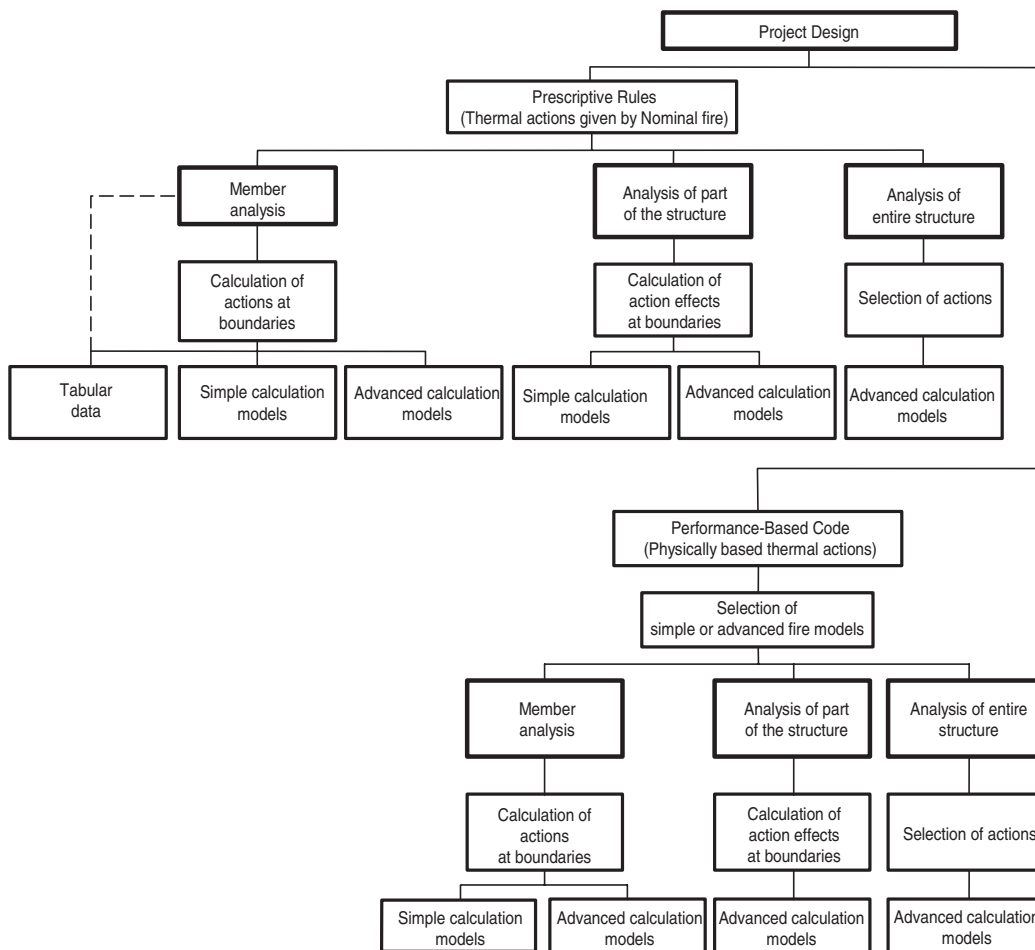 Project Design
Prescriptive Rules
(Thermal actions given by Nominal fire)
Member
analysis
Analysis of part
of the structure
Analysis of
entire structure
Calculation of
actions at
boundaries
Calculation of
action effects
at boundaries
Selection of actions
Tabular
data
Simple calculation
models
Advanced calculation
models
Simple calculation
models
Advanced calculation
models
Advanced calculation
models
Performance-Based Code
(Physically based thermal actions)
Selection of
simple or advanced fire models
Member
analysis
Analysis of part
of the structure
Analysis of entire
structure
Calculation of
actions
at boundaries
Calculation of
action effects
at boundaries
Selection of actions
Simple calculation
models
Advanced calculation
models
Advanced calculation
models
Advanced calculation
models